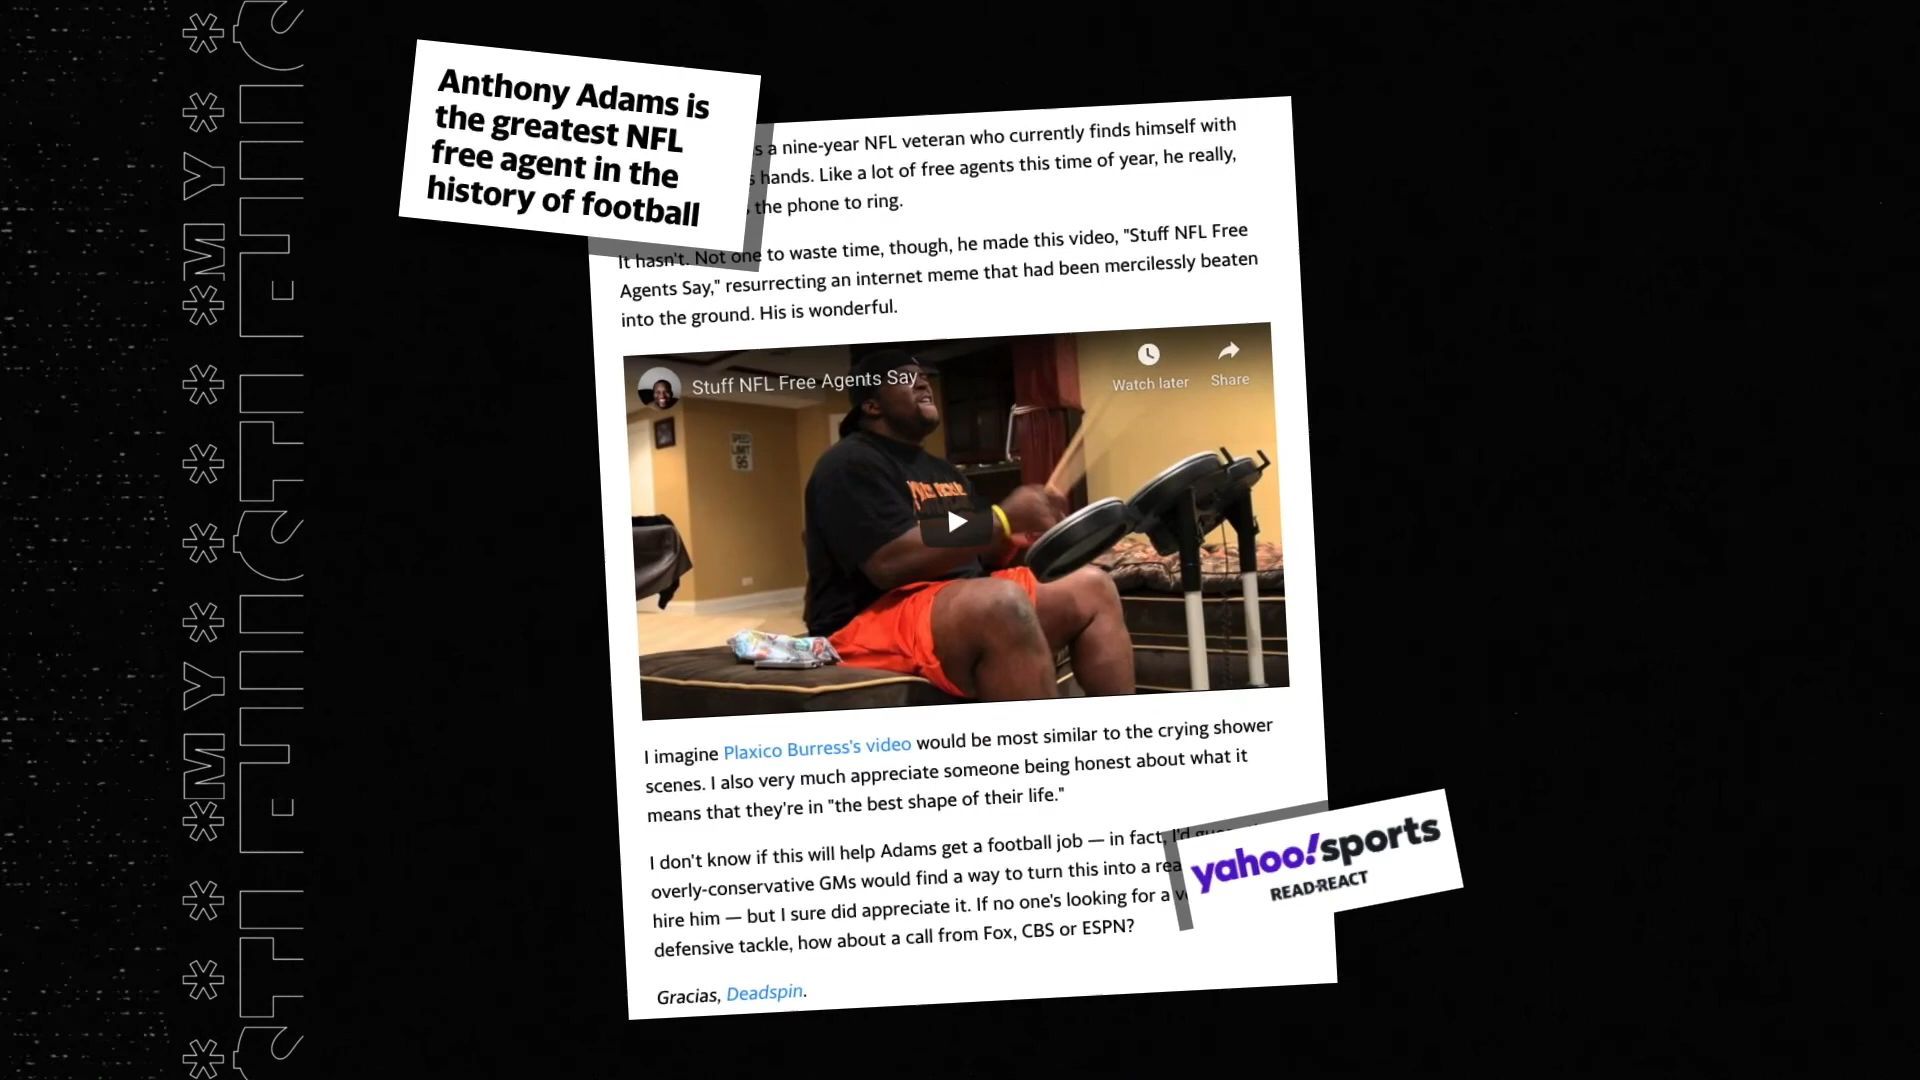 Anthony Adams is
the greatest NFL
free agent in the
history of football
s a nine-year NFL veteran who currently finds himself with
s hands. Like a lot of free agents this time of year, he really,
the phone to ring.
It hasn't. Not one to waste time, though, he made this video, "Stuff NFL Free
Agents Say," resurrecting an internet meme that had been mercilessly beaten
into the ground. His is wonderful.
Stuff NFL Free Agents Say
Watch later
Share
SPEED
LIMIT
95
I imagine Plaxico Burress's video would be most similar to the crying shower
scenes. I also very much appreciate someone being honest about what it
means that they're in "the best shape of their life."
I don't know if this will help Adams get a football job — in fact, I'd
overly-conservative GMs would find a way to turn this into a
hire him — but I sure did appreciate it. If no one's looking for a
defensive tackle, how about a call from Fox, CBS or ESPN?
Gracias, Deadspin.
yahoo!sports
READ-REACT
*MY*
*MY*